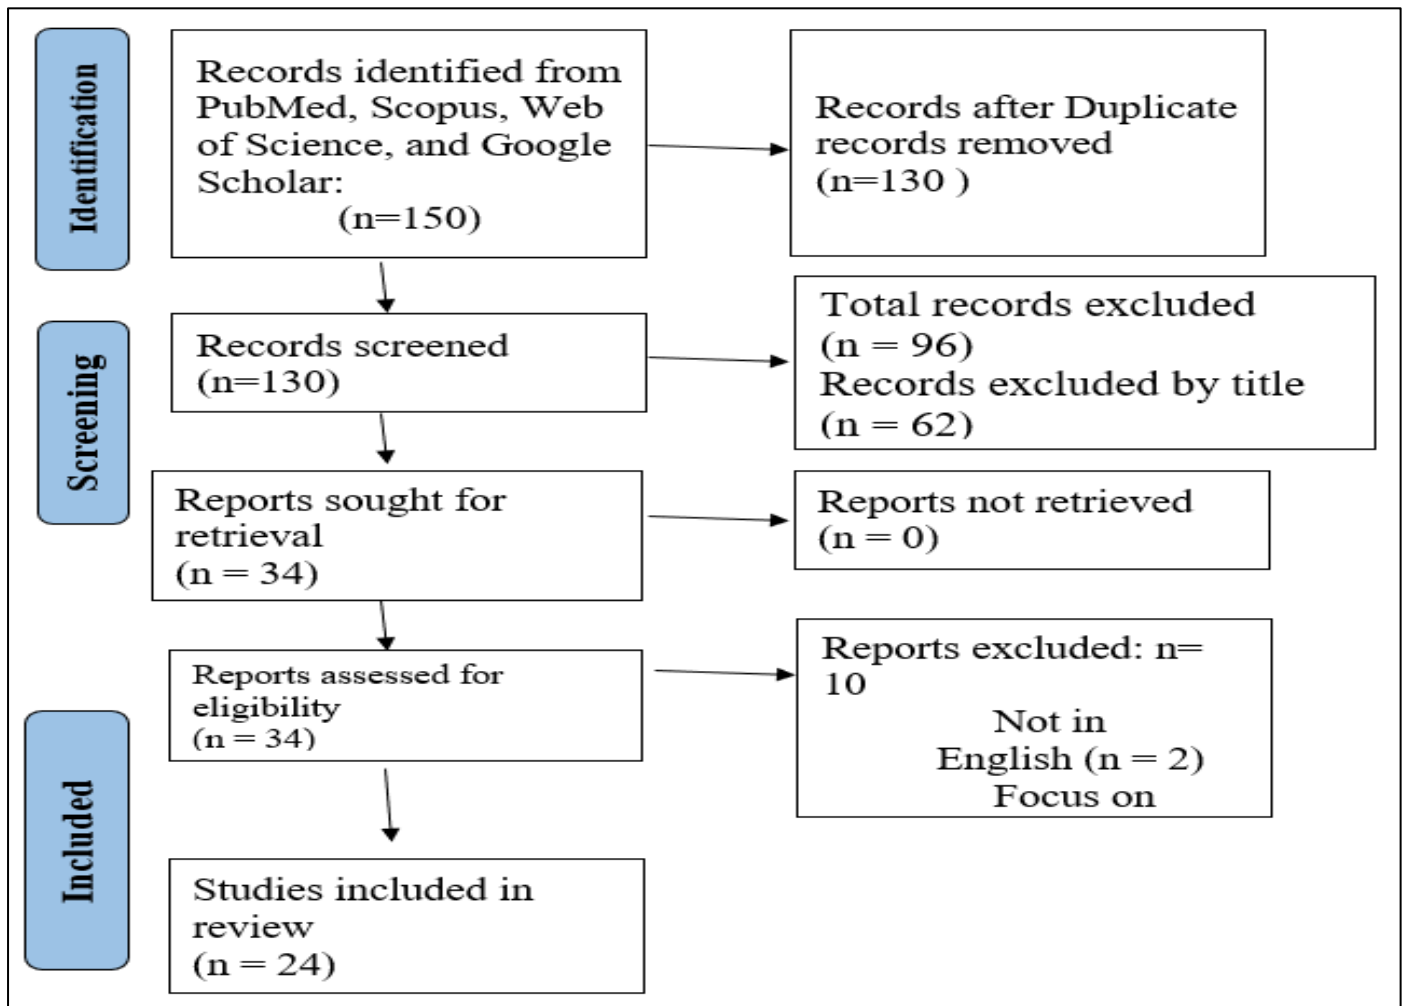 Identification
Records identified from
PubMed, Scopus, Web
of Science, and Google
Scholar:
(n=150)
Records after Duplicate
records removed
(n=130 )
Screening
Records screened
(n=130)
Total records excluded
(n = 96)
Records excluded by title
(n = 62)
Reports sought for
retrieval
(n = 34)
Reports not retrieved
(n = 0)
Reports assessed for
eligibility
(n = 34)
Reports excluded: n=
10
Not in
English (n = 2)
Focus on
Included
Studies included in
review
(n = 24)